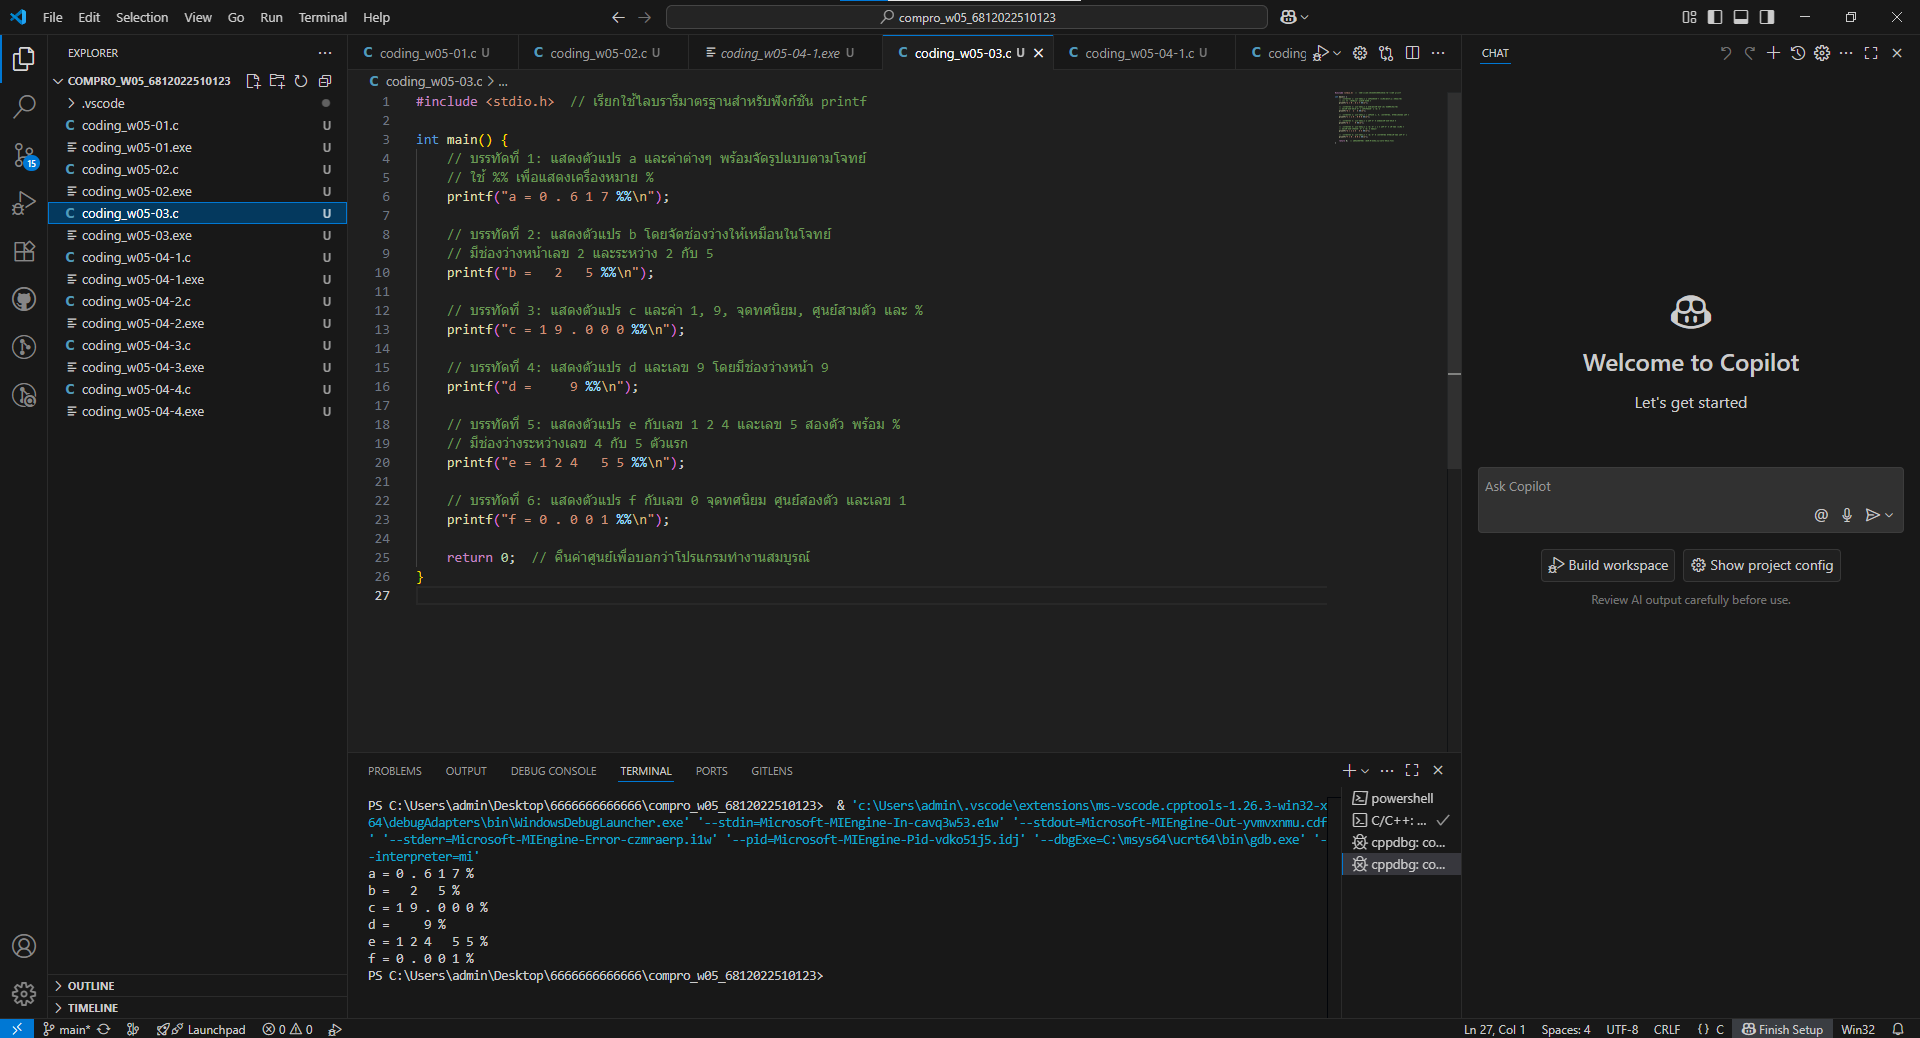 File Edit Selection View Go Run Terminal Help
compro_w05_6812022510123
EXPLORER
COMPRO_W05_6812022510123
.vscode
coding_w05-01.c U
coding_w05-01.exe U
coding_w05-02.c U
coding_w05-02.exe U
coding_w05-03.c U
coding_w05-03.exe U
coding_w05-04-1.c U
coding_w05-04-1.exe U
coding_w05-04-2.c U
coding_w05-04-2.exe U
coding_w05-04-3.c U
coding_w05-04-3.exe U
coding_w05-04-4.c U
coding_w05-04-4.exe U
15
OUTLINE
TIMELINE
C coding_w05-01.c U C coding_w05-02.c U coding_w05-04-1.exe U C coding_w05-03.c U C coding_w05-04-1.c U C coding
C coding_w05-03.c > ...
1 #include <stdio.h>  // เรียกใช้ไลบรารีมาตรฐานสำหรับฟังก์ชัน printf
2
3 int main() {
4 // บรรทัดที่ 1: แสดงตัวแปร a และค่าต่างๆ พร้อมจัดรูปแบบตามโจทย์
5 // ใช้ %% เพื่อแสดงเครื่องหมาย %
6 printf("a = 0 . 6 1 7 %%\n");
7
8 // บรรทัดที่ 2: แสดงตัวแปร b โดยจัดช่องว่างให้เหมือนในโจทย์
9 // มีช่องว่างหน้าเลข 2 และระหว่าง 2 กับ 5
10 printf("b =   2   5 %%\n");
11
12 // บรรทัดที่ 3: แสดงตัวแปร c และค่า 1, 9, จุดทศนิยม, ศูนย์สามตัว และ %
13 printf("c = 1 9 . 0 0 0 %%\n");
14
15 // บรรทัดที่ 4: แสดงตัวแปร d และเลข 9 โดยมีช่องว่างหน้า 9
16 printf("d =     9 %%\n");
17
18 // บรรทัดที่ 5: แสดงตัวแปร e กับเลข 1 2 4 และเลข 5 สองตัว พร้อม %
19 // มีช่องว่างระหว่างเลข 4 กับ 5 ตัวแรก
20 printf("e = 1 2 4   5 5 %%\n");
21
22 // บรรทัดที่ 6: แสดงตัวแปร f กับเลข 0 จุดทศนิยม ศูนย์สองตัว และเลข 1
23 printf("f = 0 . 0 0 1 %%\n");
24
25 return 0;  // คืนค่าศูนย์เพื่อบอกว่าโปรแกรมทำงานสมบูรณ์
26 }
27
PROBLEMS OUTPUT DEBUG CONSOLE TERMINAL PORTS GITLENS
PS C:\Users\admin\Desktop\6666666666666\compro_w05_6812022510123>  & 'c:\Users\admin\.vscode\extensions\ms-vscode.cpptools-1.26.3-win32-x
64\debugAdapters\bin\WindowsDebugLauncher.exe' '--stdin=Microsoft-MIEngine-In-cavq3w53.e1w' '--stdout=Microsoft-MIEngine-Out-yvmvxnmu.cdf
' '--stderr=Microsoft-MIEngine-Error-czmraerp.i1w' '--pid=Microsoft-MIEngine-Pid-vdko51j5.idj' '--dbgExe=C:\msys64\ucrt64\bin\gdb.exe' '-
-interpreter=mi'
a = 0 . 6 1 7 %
b =   2   5 %
c = 1 9 . 0 0 0 %
d =     9 %
e = 1 2 4   5 5 %
f = 0 . 0 0 1 %
PS C:\Users\admin\Desktop\6666666666666\compro_w05_6812022510123>
powershell
C/C++: ...
cppdbg: co...
cppdbg: co...
CHAT
Welcome to Copilot
Let's get started
Ask Copilot
Build workspace Show project config
Review AI output carefully before use.
main* Launchpad 0 0 Ln 27, Col 1 Spaces: 4 UTF-8 CRLF {} C Finish Setup Win32